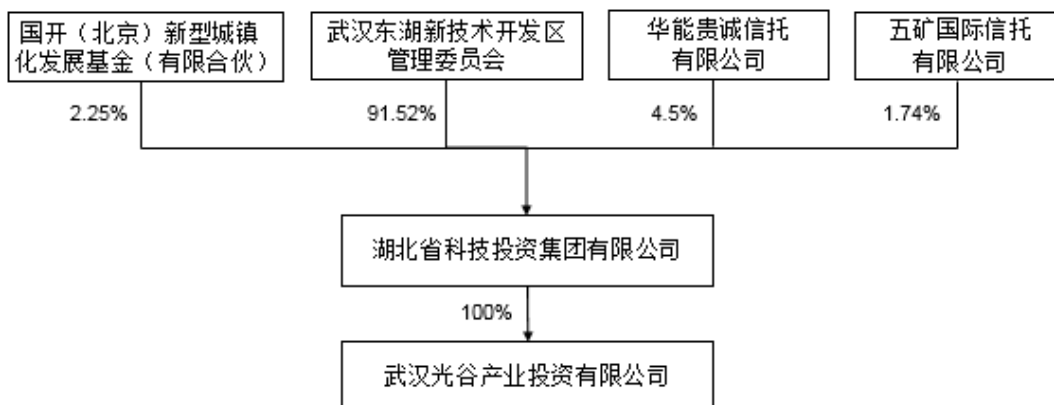 国开（北京）新型城镇
化发展基金（有限合伙）
武汉东湖新技术开发区
管理委员会
华能贵诚信托
有限公司
五矿国际信托
有限公司
2.25%
91.52%
4.5%
1.74%
湖北省科技投资集团有限公司
100%
武汉光谷产业投资有限公司